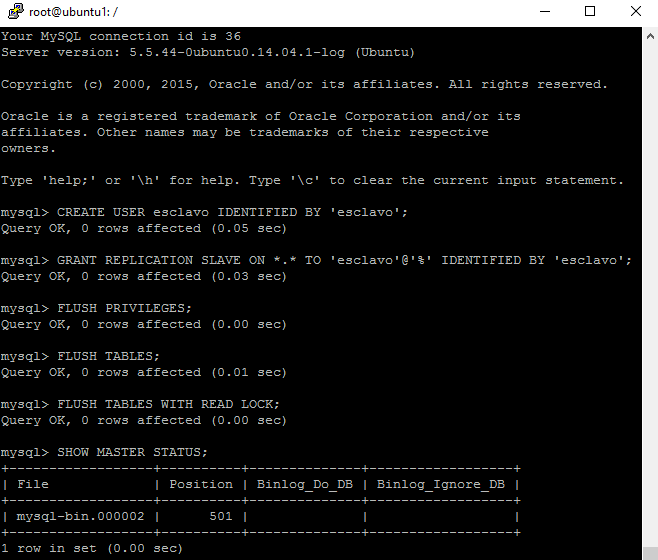 root@ubuntu1: /
Your MySQL connection id is 36
Server version: 5.5.44-0ubuntu0.14.04.1-log (Ubuntu)
Copyright (c) 2000, 2015, Oracle and/or its affiliates. All rights reserved.
Oracle is a registered trademark of Oracle Corporation and/or its
affiliates. Other names may be trademarks of their respective
owners.
Type 'help;' or '\h' for help. Type '\c' to clear the current input statement.
mysql> CREATE USER esclavo IDENTIFIED BY 'esclavo';
Query OK, 0 rows affected (0.05 sec)
mysql> GRANT REPLICATION SLAVE ON *.* TO 'esclavo'@'%' IDENTIFIED BY 'esclavo';
Query OK, 0 rows affected (0.03 sec)
mysql> FLUSH PRIVILEGES;
Query OK, 0 rows affected (0.00 sec)
mysql> FLUSH TABLES;
Query OK, 0 rows affected (0.01 sec)
mysql> FLUSH TABLES WITH READ LOCK;
Query OK, 0 rows affected (0.00 sec)
mysql> SHOW MASTER STATUS;
+------------------+----------+--------------+------------------+
| File             | Position | Binlog_Do_DB | Binlog_Ignore_DB |
+------------------+----------+--------------+------------------+
| mysql-bin.000002 |      501 |              |                  |
+------------------+----------+--------------+------------------+
1 row in set (0.00 sec)